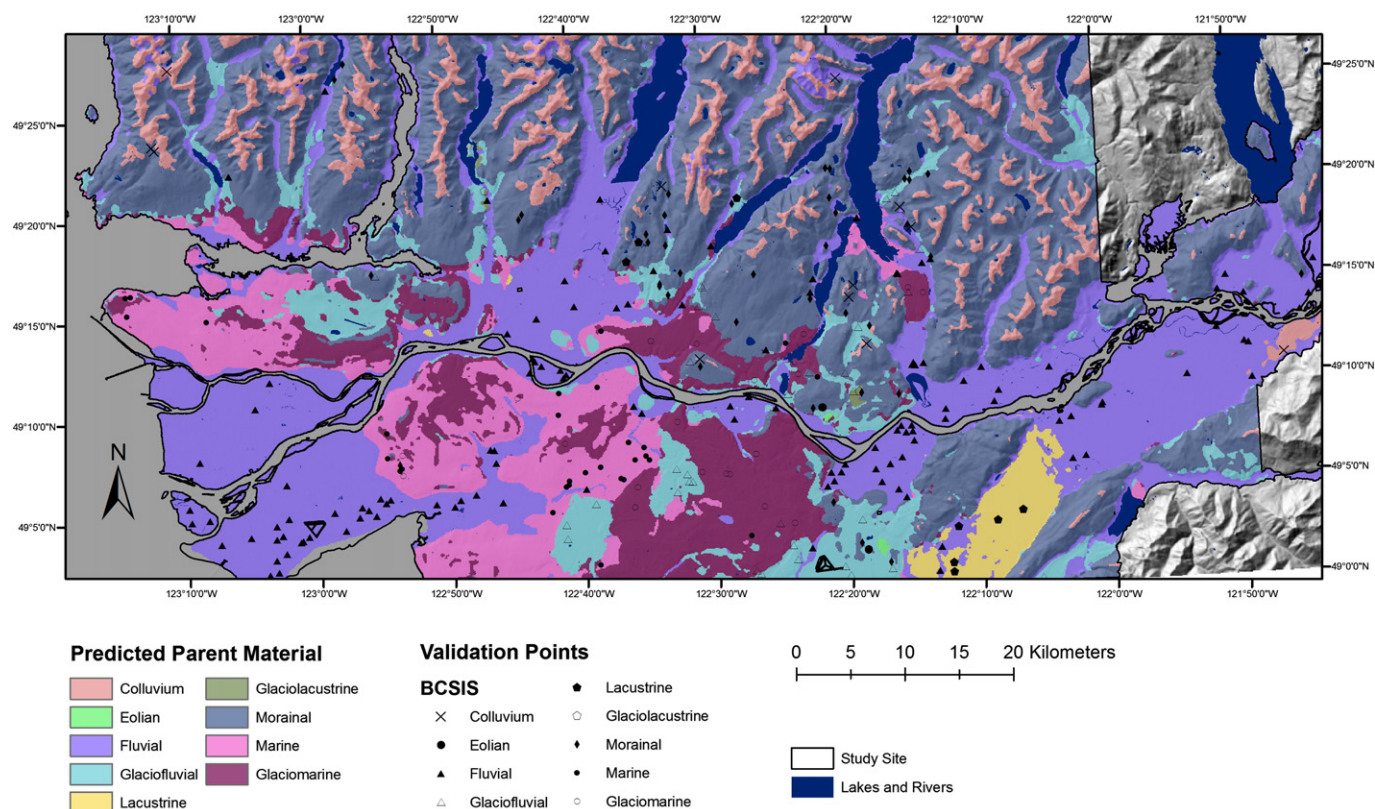 123°10'0"W 123°0'0"W 122°50'0"W 122°40'0"W 122°30'0"W 122°20'0"W 122°10'0"W 122°0'0"W 121°50'0"W
49°25'0"N
49°25'0"N
49°20'0"N
49°20'0"N
49°15'0"N
49°15'0"N
49°10'0"N
49°10'0"N
49°5'0"N
N
49°5'0"N
49°0'0"N
123°10'0"W 123°0'0"W 122°50'0"W 122°40'0"W 122°30'0"W 122°20'0"W 122°10'0"W 122°0'0"W 121°50'0"W
Predicted Parent Material
Colluvium
Eolian
Fluvial
Glaciofluvial
Lacustrine
Glaciolacustrine
Morainal
Marine
Glaciomarine
Validation Points
BCSIS
Colluvium
Eolian
Fluvial
Glaciofluvial
Lacustrine
Glaciolacustrine
Morainal
Marine
Glaciomarine
0 5 10 15 20 Kilometers
Study Site
Lakes and Rivers